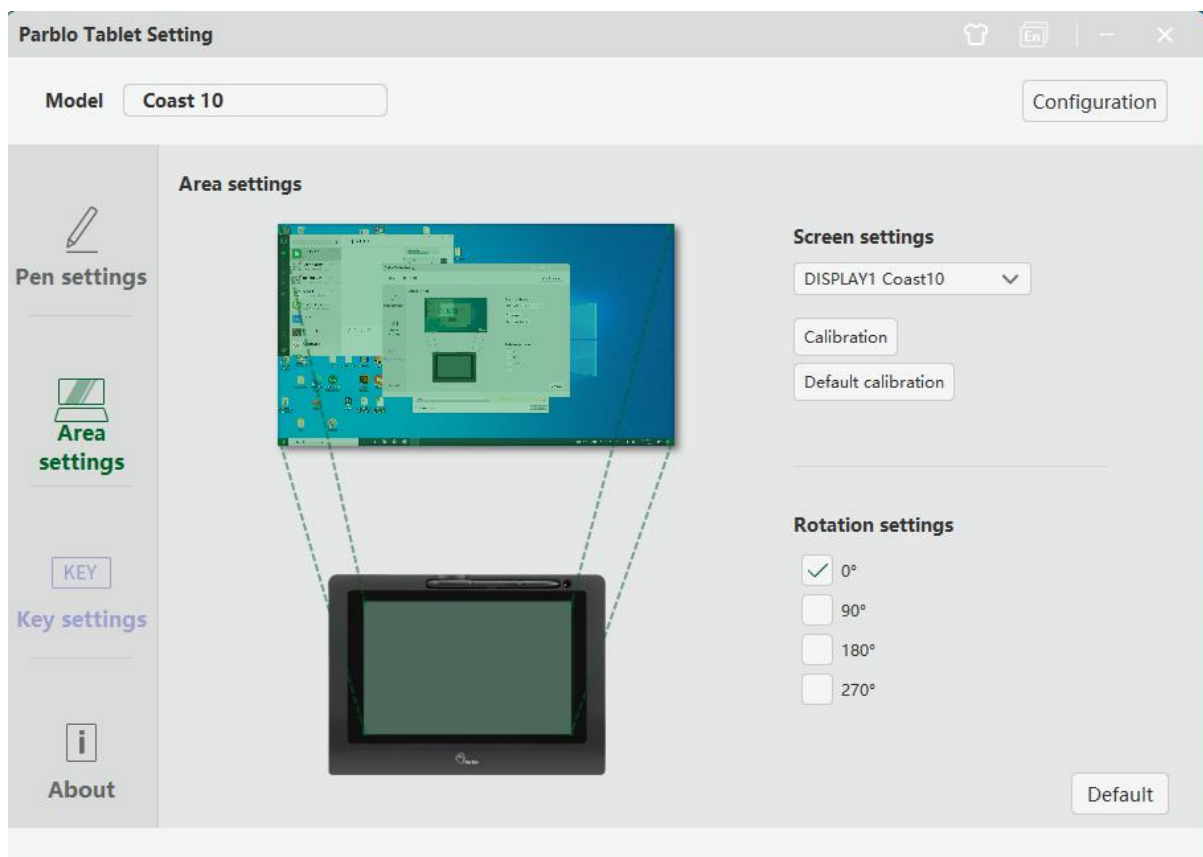 Parblo Tablet Setting
En
Model Coast 10
Configuration
Area settings
Pen settings
Area
settings
KEY
Key settings
i
About
Screen settings
DISPLAY1 Coast10
Calibration
Default calibration
Rotation settings
0°
90°
180°
270°
Default